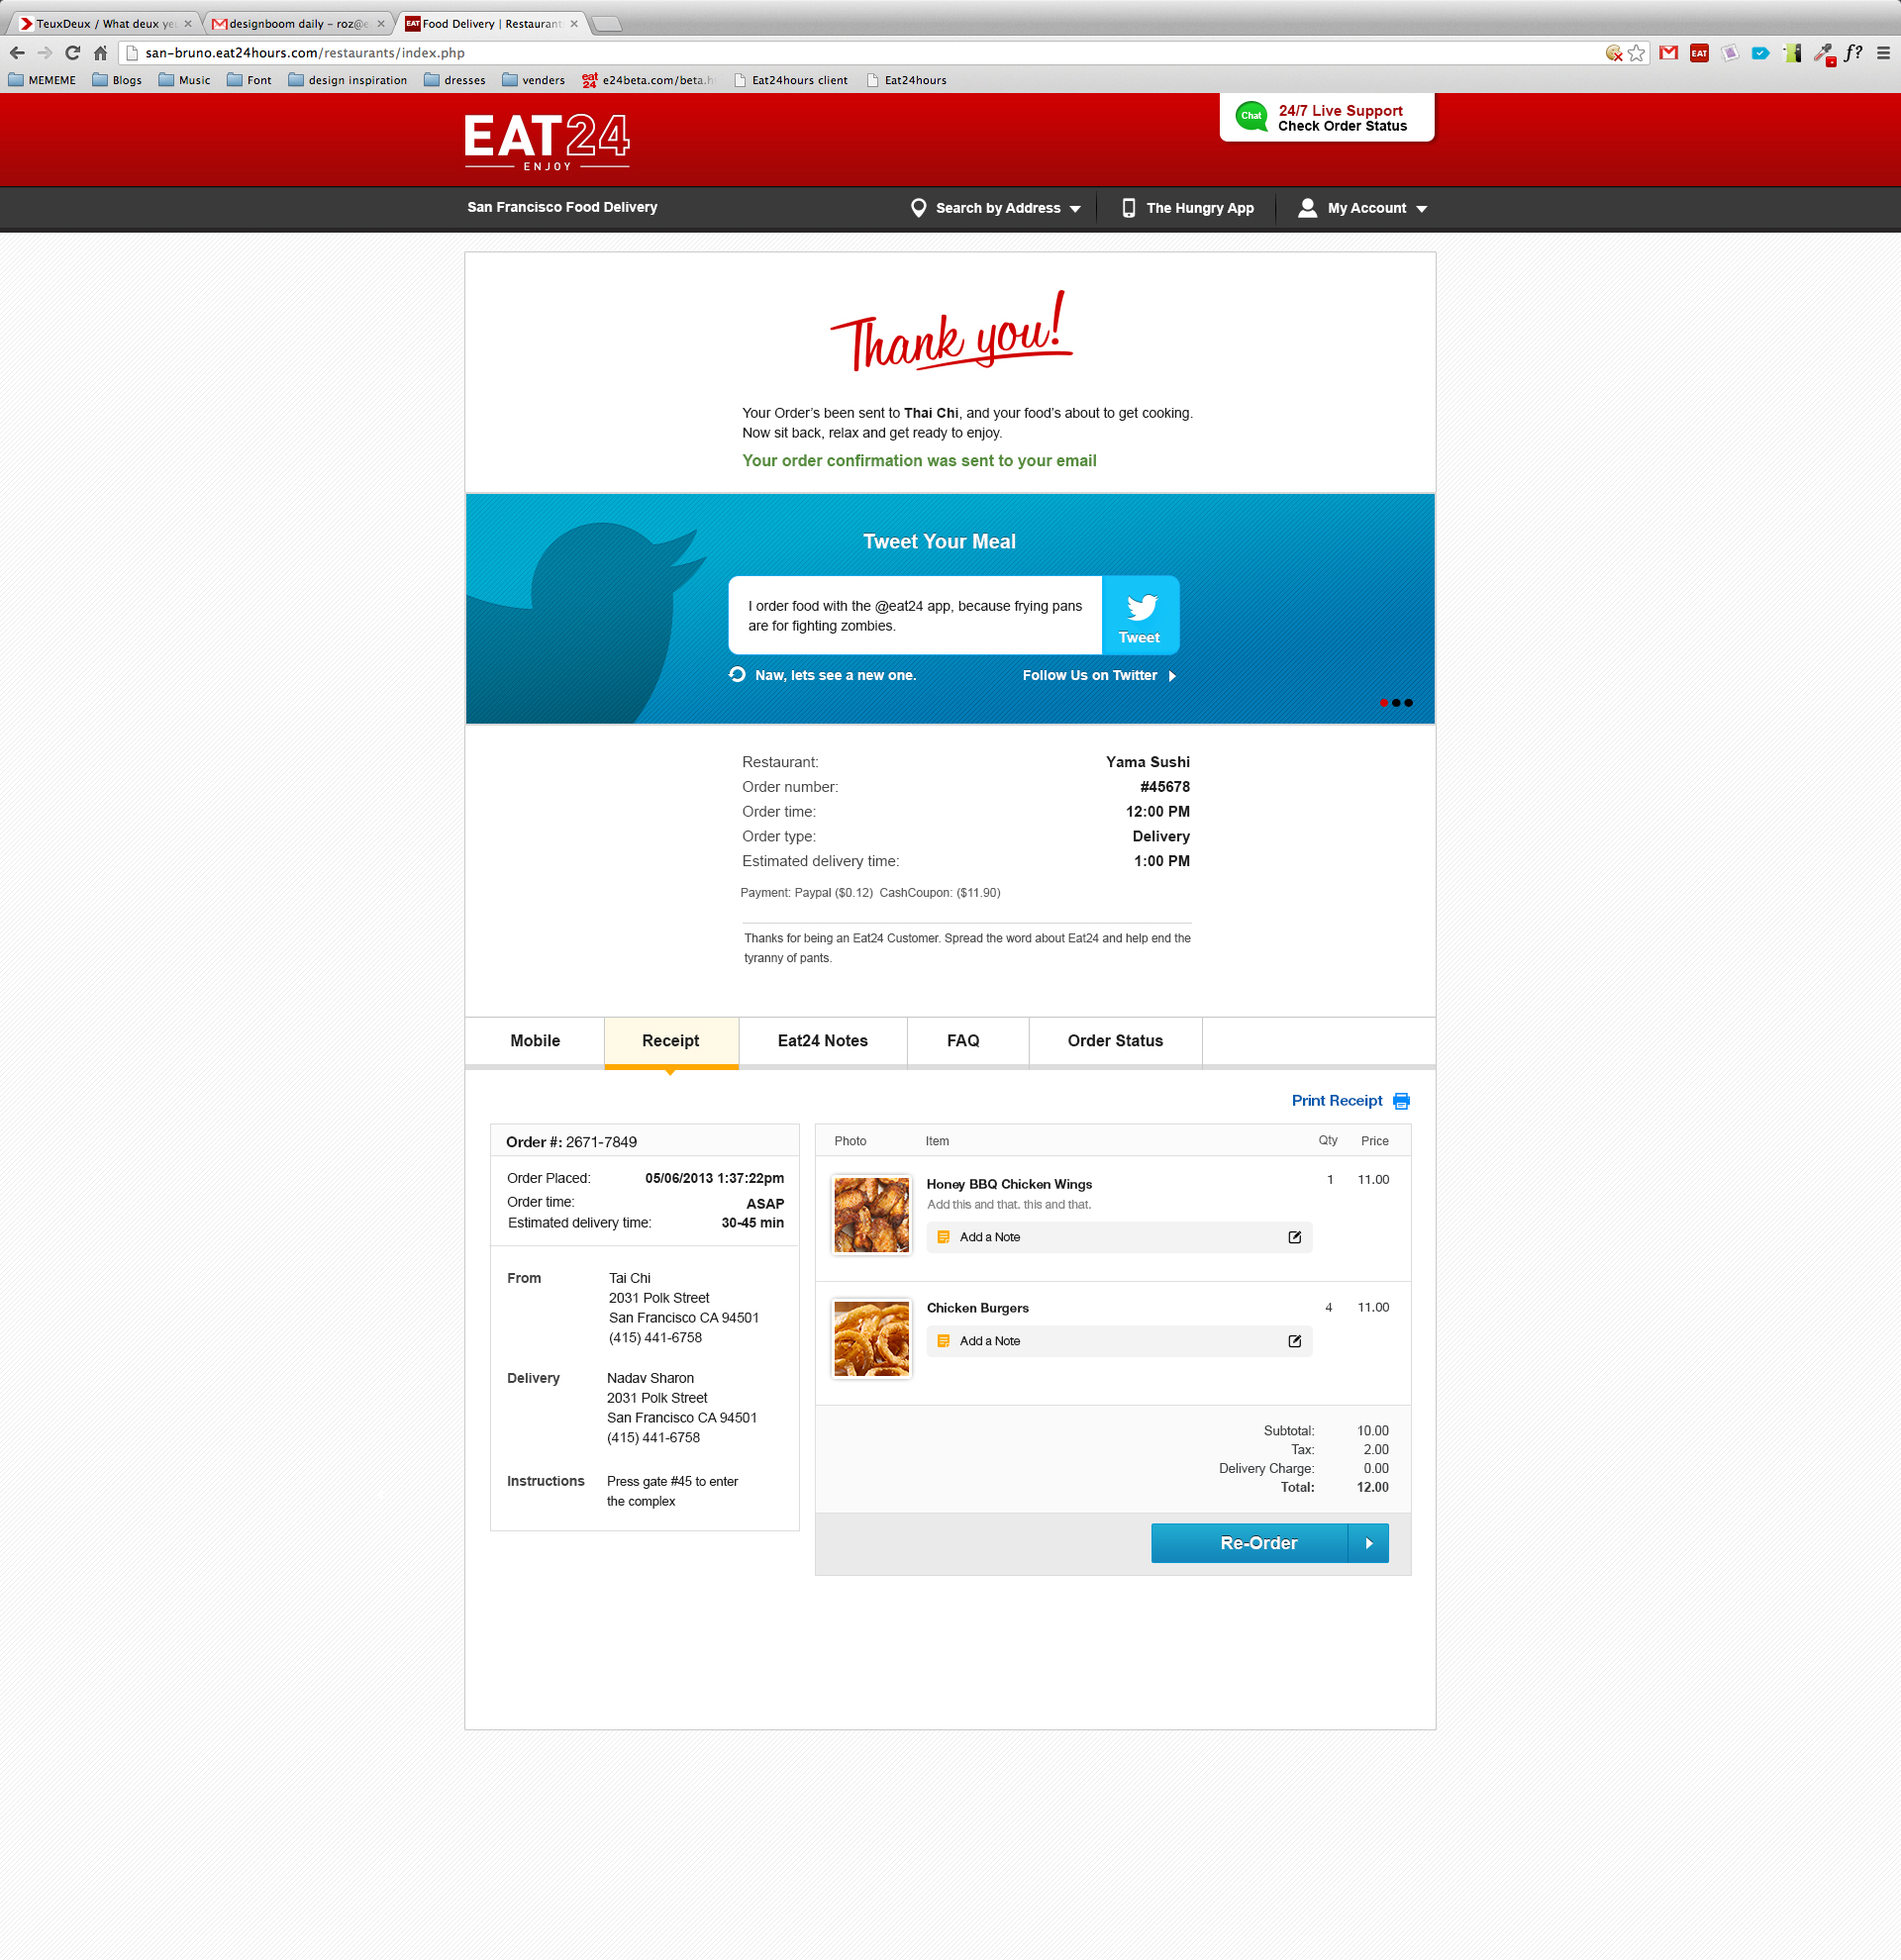 TeuxDeux / What deux
designboom daily – roz@e
Food Delivery | Restaurant
san-bruno.eat24hours.com/restaurants/index.php
MEMEME Blogs Music Font design inspiration dresses venders e24beta.com/beta.h Eat24hours client Eat24hours
EAT24
ENJOY
Chat
24/7 Live Support
Check Order Status
San Francisco Food Delivery
Search by Address
The Hungry App
My Account
Thank you!
Your Order's been sent to Thai Chi, and your food's about to get cooking.
Now sit back, relax and get ready to enjoy.
Your order confirmation was sent to your email
Tweet Your Meal
I order food with the @eat24 app, because frying pans
are for fighting zombies.
Tweet
Naw, lets see a new one.
Follow Us on Twitter
Restaurant: Yama Sushi
Order number: #45678
Order time: 12:00 PM
Order type: Delivery
Estimated delivery time: 1:00 PM
Payment: Paypal ($0.12) CashCoupon: ($11.90)
Thanks for being an Eat24 Customer. Spread the word about Eat24 and help end the
tyranny of pants.
Mobile Receipt Eat24 Notes FAQ Order Status
Print Receipt
Order #: 2671-7849
Order Placed: 05/06/2013 1:37:22pm
Order time: ASAP
Estimated delivery time: 30-45 min
From Tai Chi
2031 Polk Street
San Francisco CA 94501
(415) 441-6758
Delivery Nadav Sharon
2031 Polk Street
San Francisco CA 94501
(415) 441-6758
Instructions Press gate #45 to enter
the complex
Photo Item Qty Price
Honey BBQ Chicken Wings 1 11.00
Add this and that. this and that.
Add a Note
Chicken Burgers 4 11.00
Add a Note
Subtotal: 10.00
Tax: 2.00
Delivery Charge: 0.00
Total: 12.00
Re-Order